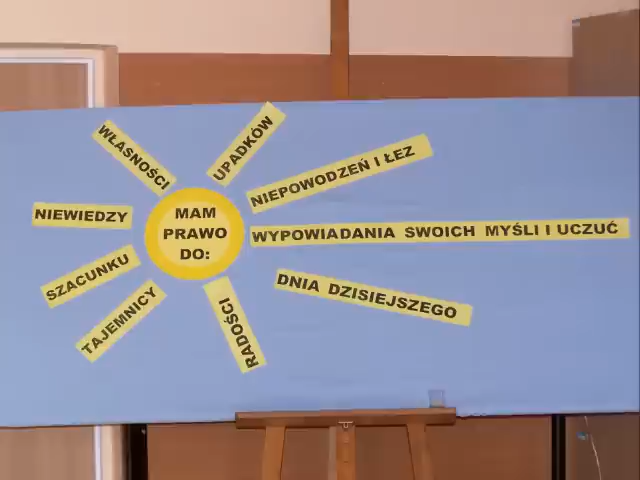 MAM
PRAWO
DO:
WŁASNOŚCI
UPADKÓW
NIEPOWODZEŃ I ŁEZ
WYPOWIADANIA SWOICH MYŚLI I UCZUĆ
DNIA DZISIEJSZEGO
RADOŚCI
TAJEMNICY
SZACUNKU
NIEWIEDZY